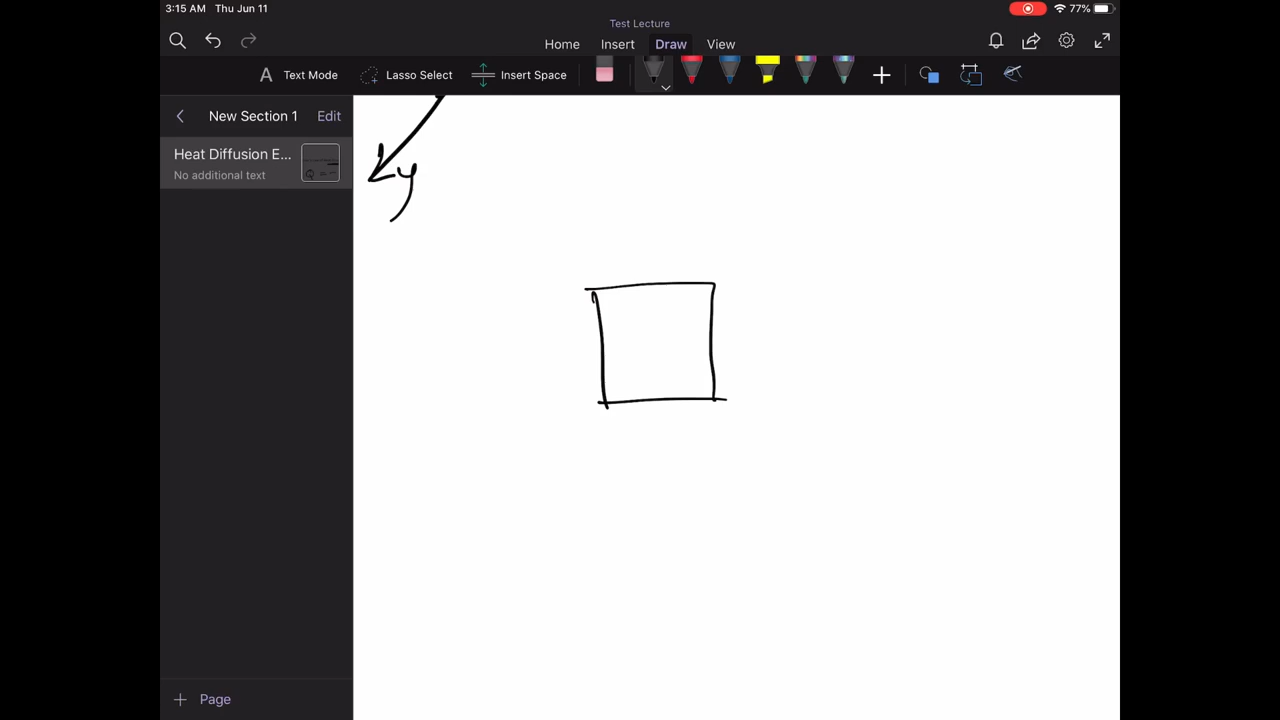 3:15 AM Thu Jun 11 77%
Test Lecture
Home Insert Draw View
A Text Mode Lasso Select Insert Space
New Section 1 Edit
Heat Diffusion E...
No additional text
y
Page